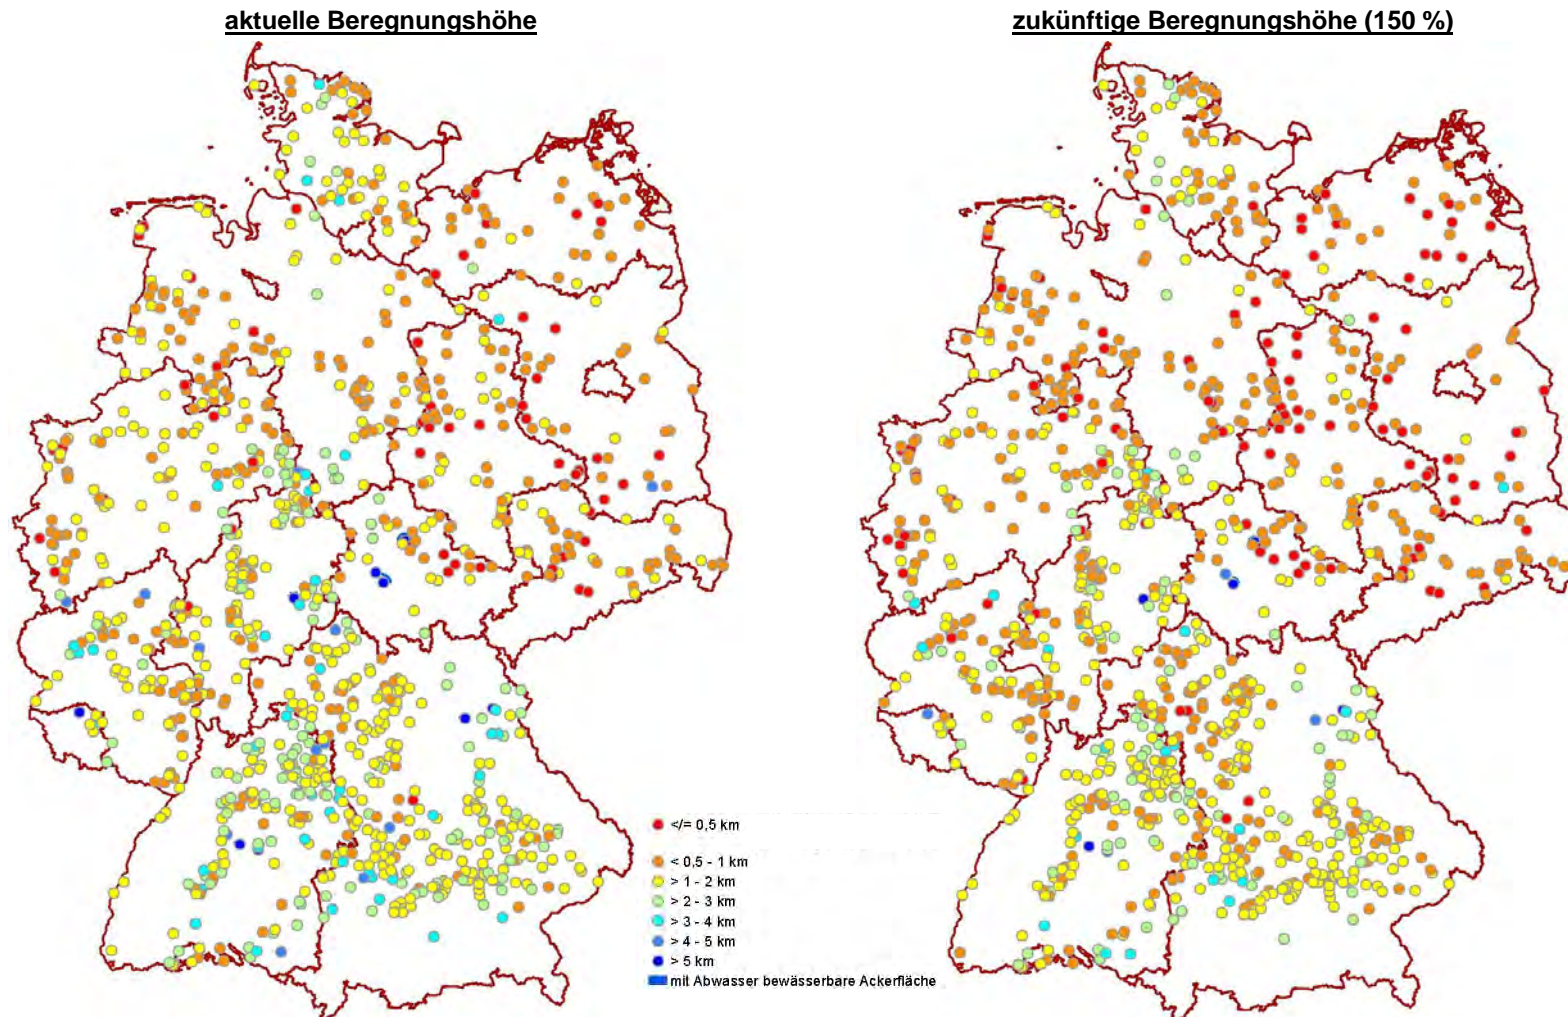 aktuelle Beregnungshöhe
zukünftige Beregnungshöhe (150 %)
</= 0,5 km
< 0,5 - 1 km
> 1 - 2 km
> 2 - 3 km
> 3 - 4 km
> 4 - 5 km
> 5 km
mit Abwasser bewässerbare Ackerfläche